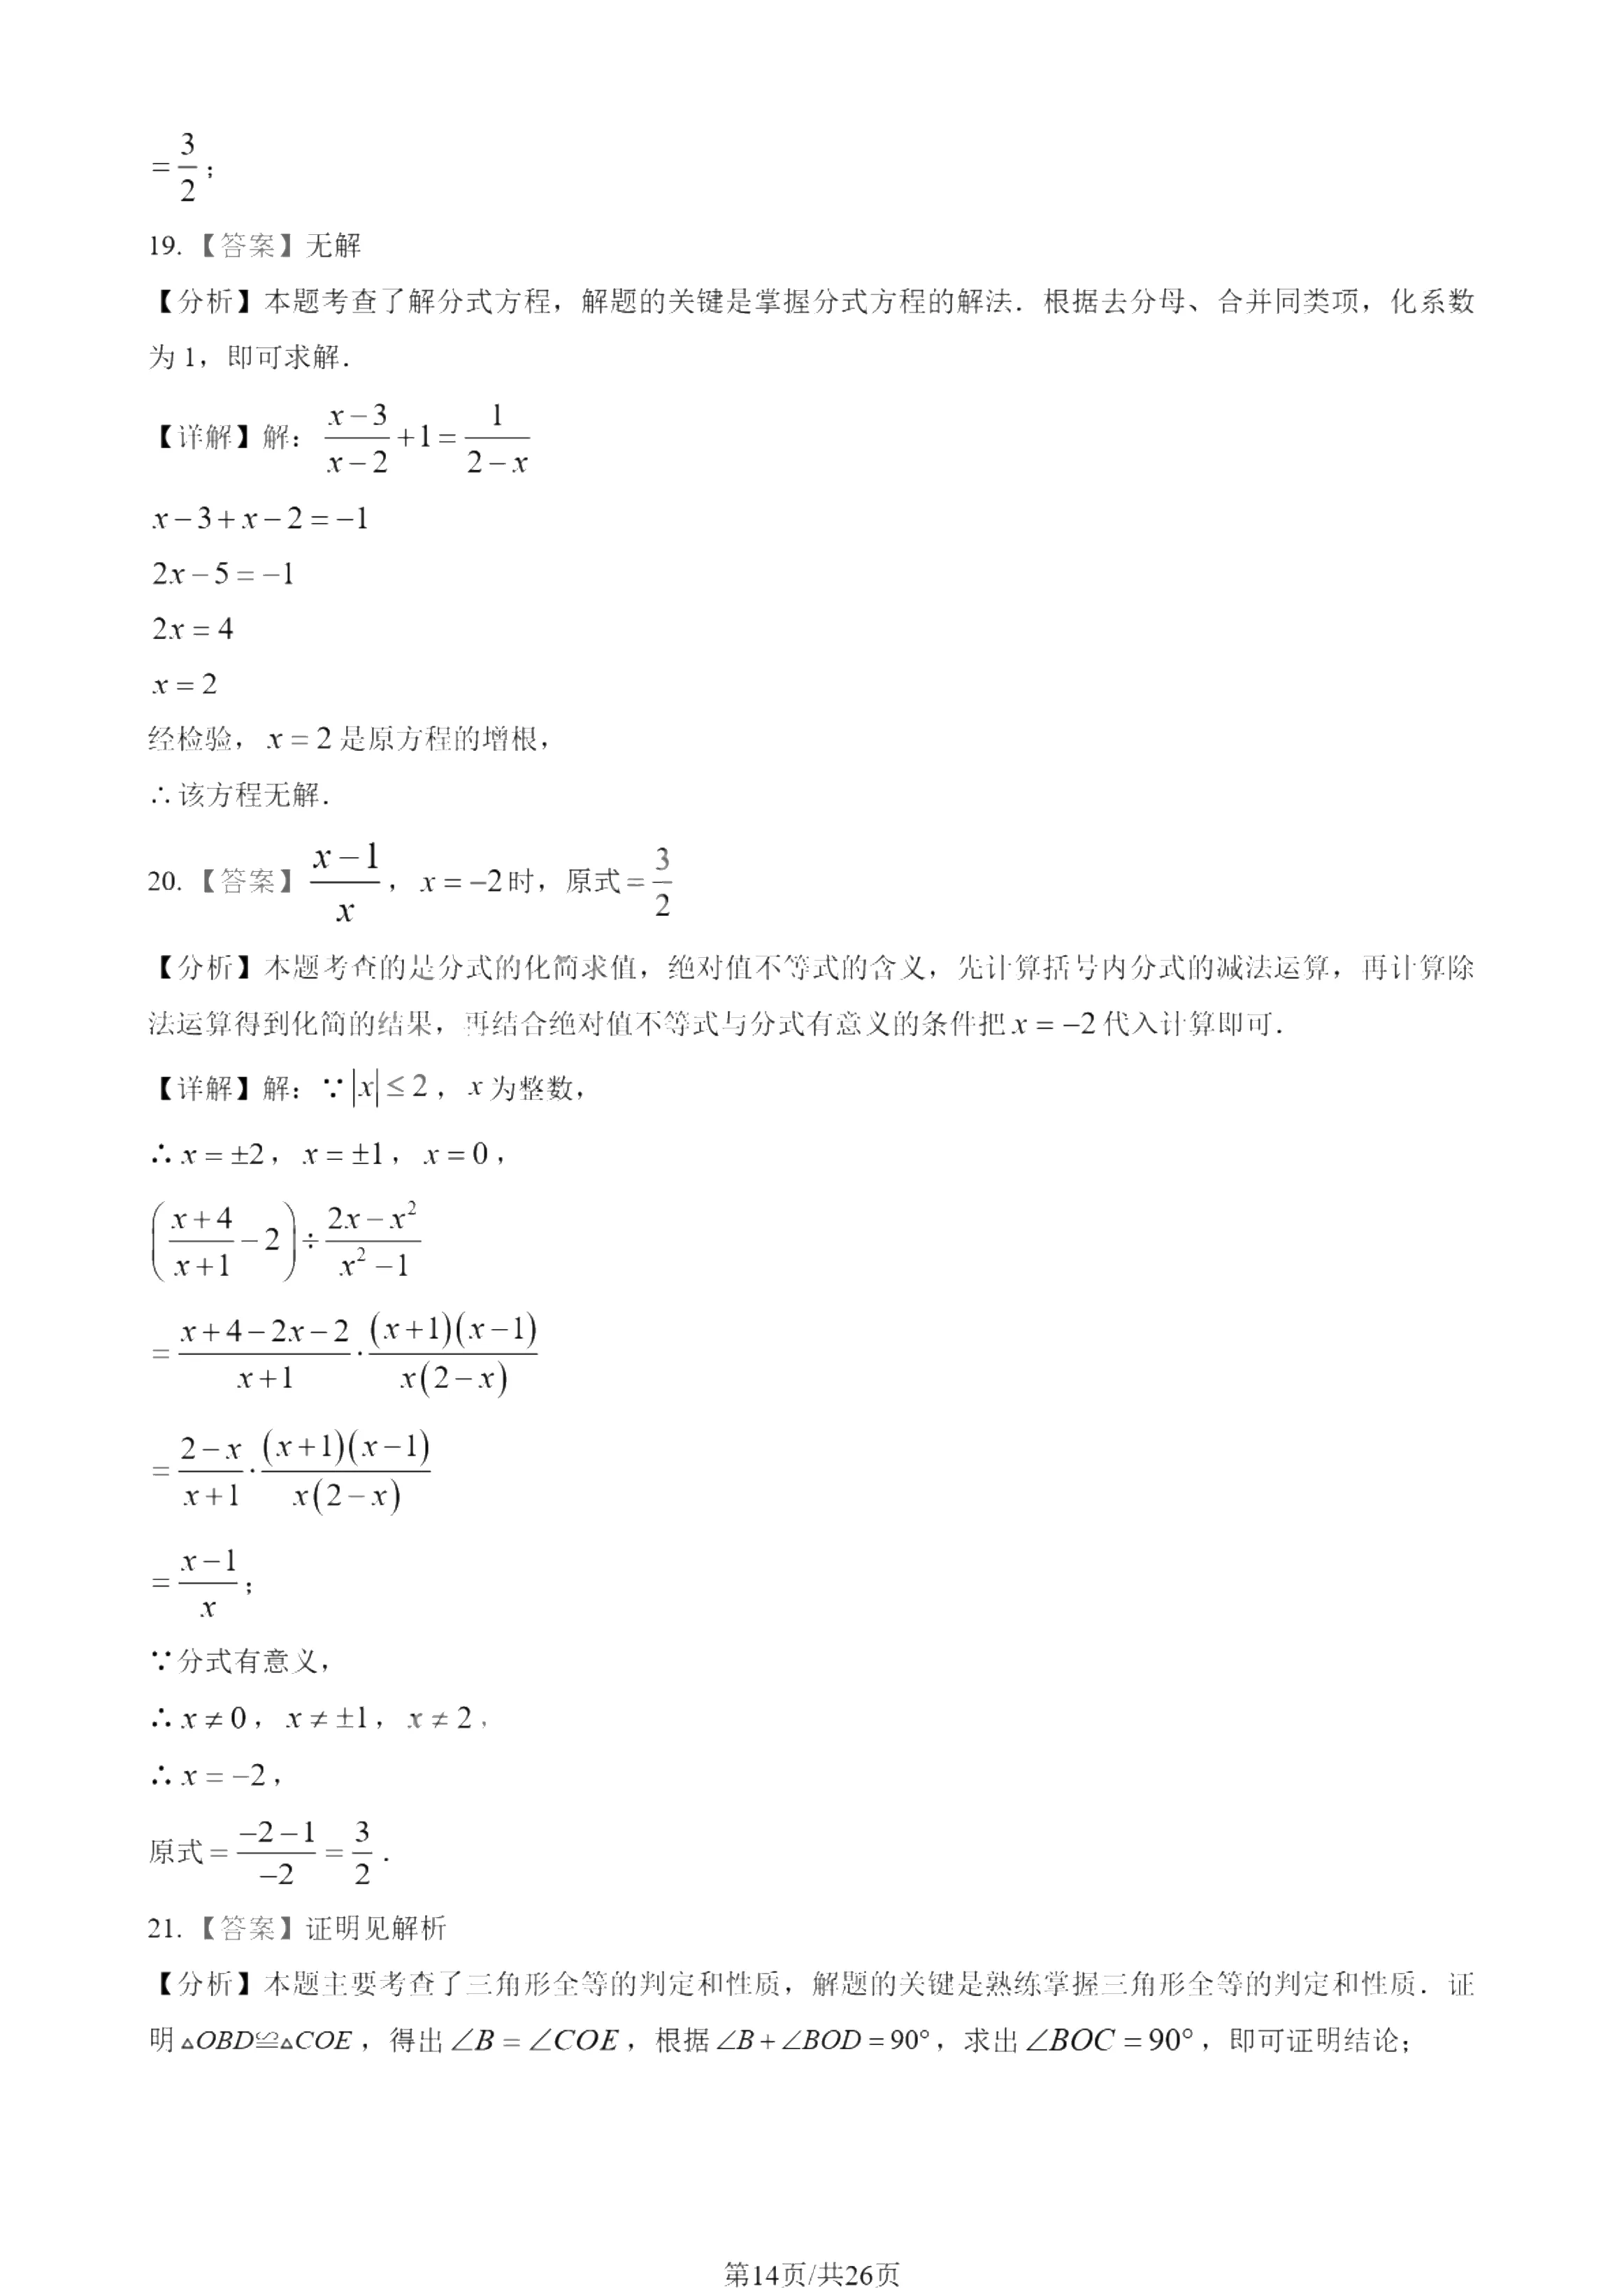 = 3/2 ;
19. 【答案】无解
【分析】本题考查了解分式方程，解题的关键是掌握分式方程的解法．根据去分母、合并同类项，化系数
为 1，即可求解．
【详解】解： (x−3)/(x−2) +1= 1/(2−x)
x−3+x−2=−1
2x−5=−1
2x=4
x=2
经检验， x=2是原方程的增根，
∴该方程无解．
20. 【答案】 (x−1)/x ， x=−2时，原式= 3/2
【分析】本题考查的是分式的化简求值，绝对值不等式的含义，先计算括号内分式的减法运算，再计算除
法运算得到化简的结果，再结合绝对值不等式与分式有意义的条件把x=−2代入计算即可．
【详解】解：∵|x|≤2， x为整数，
∴x=±2， x=±1， x=0，
((x+4)/(x+1) −2)÷ (2x−x²)/(x²−1)
= (x+4−2x−2)/(x+1) · (x+1)(x−1)/(x(2−x))
= (2−x)/(x+1) · (x+1)(x−1)/(x(2−x))
= (x−1)/x ;
∵分式有意义，
∴x≠0， x≠±1， x≠2，
∴x=−2，
原式= (−2−1)/(−2) = 3/2 ．
21. 【答案】证明见解析
【分析】本题主要考查了三角形全等的判定和性质，解题的关键是熟练掌握三角形全等的判定和性质．证
明△OBD≌△COE，得出∠B=∠COE，根据∠B+∠BOD=90°，求出∠BOC=90°，即可证明结论；
第14页/共26页